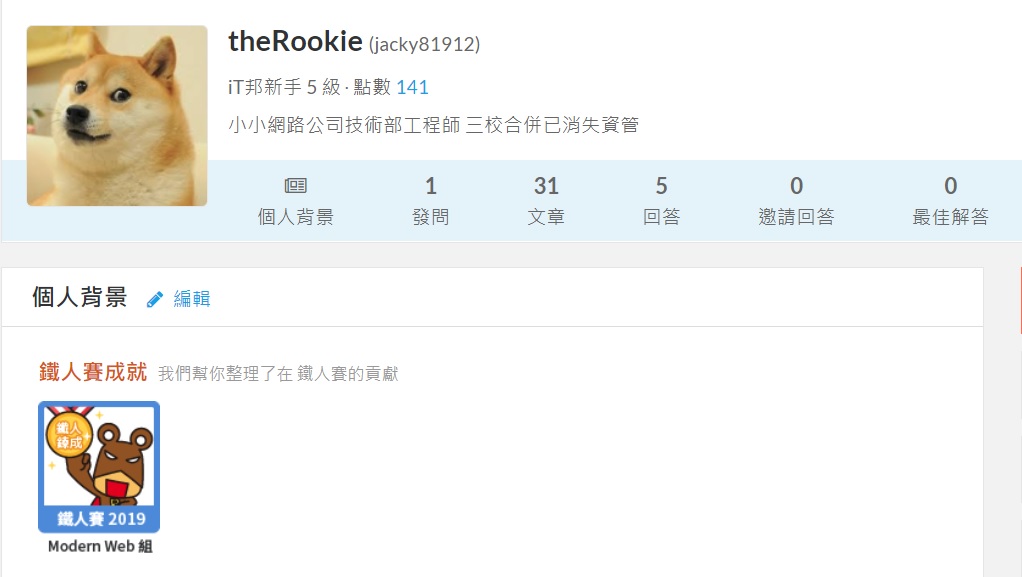 theRookie (jacky81912)
iT邦新手 5 級 · 點數 141
小小網路公司技術部工程師 三校合併已消失資管
1 31 5 0 0
個人背景 發問 文章 回答 邀請回答 最佳解答
個人背景 編輯
鐵人賽成就 我們幫你整理了在 鐵人賽的貢獻
鐵人
鍊成
鐵人賽 2019
Modern Web 組